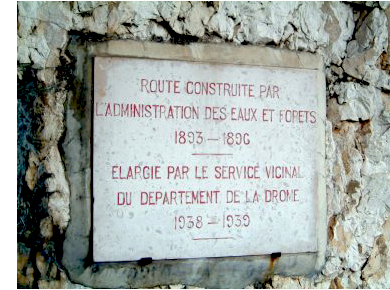 ROUTE CONSTRUITE PAR
L'ADMINISTRATION DES EAUX ET FORETS
1893 — 1896
ELARGIE PAR LE SERVICE VICINAL
DU DEPARTEMENT DE LA DROME
1938 — 1939